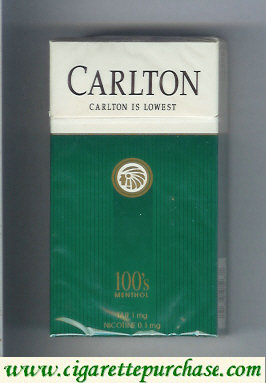 CARLTON
CARLTON IS LOWEST
100's
MENTHOL
TAR 1 mg
NICOTINE 0.1 mg
www.cigarettepurchase.com